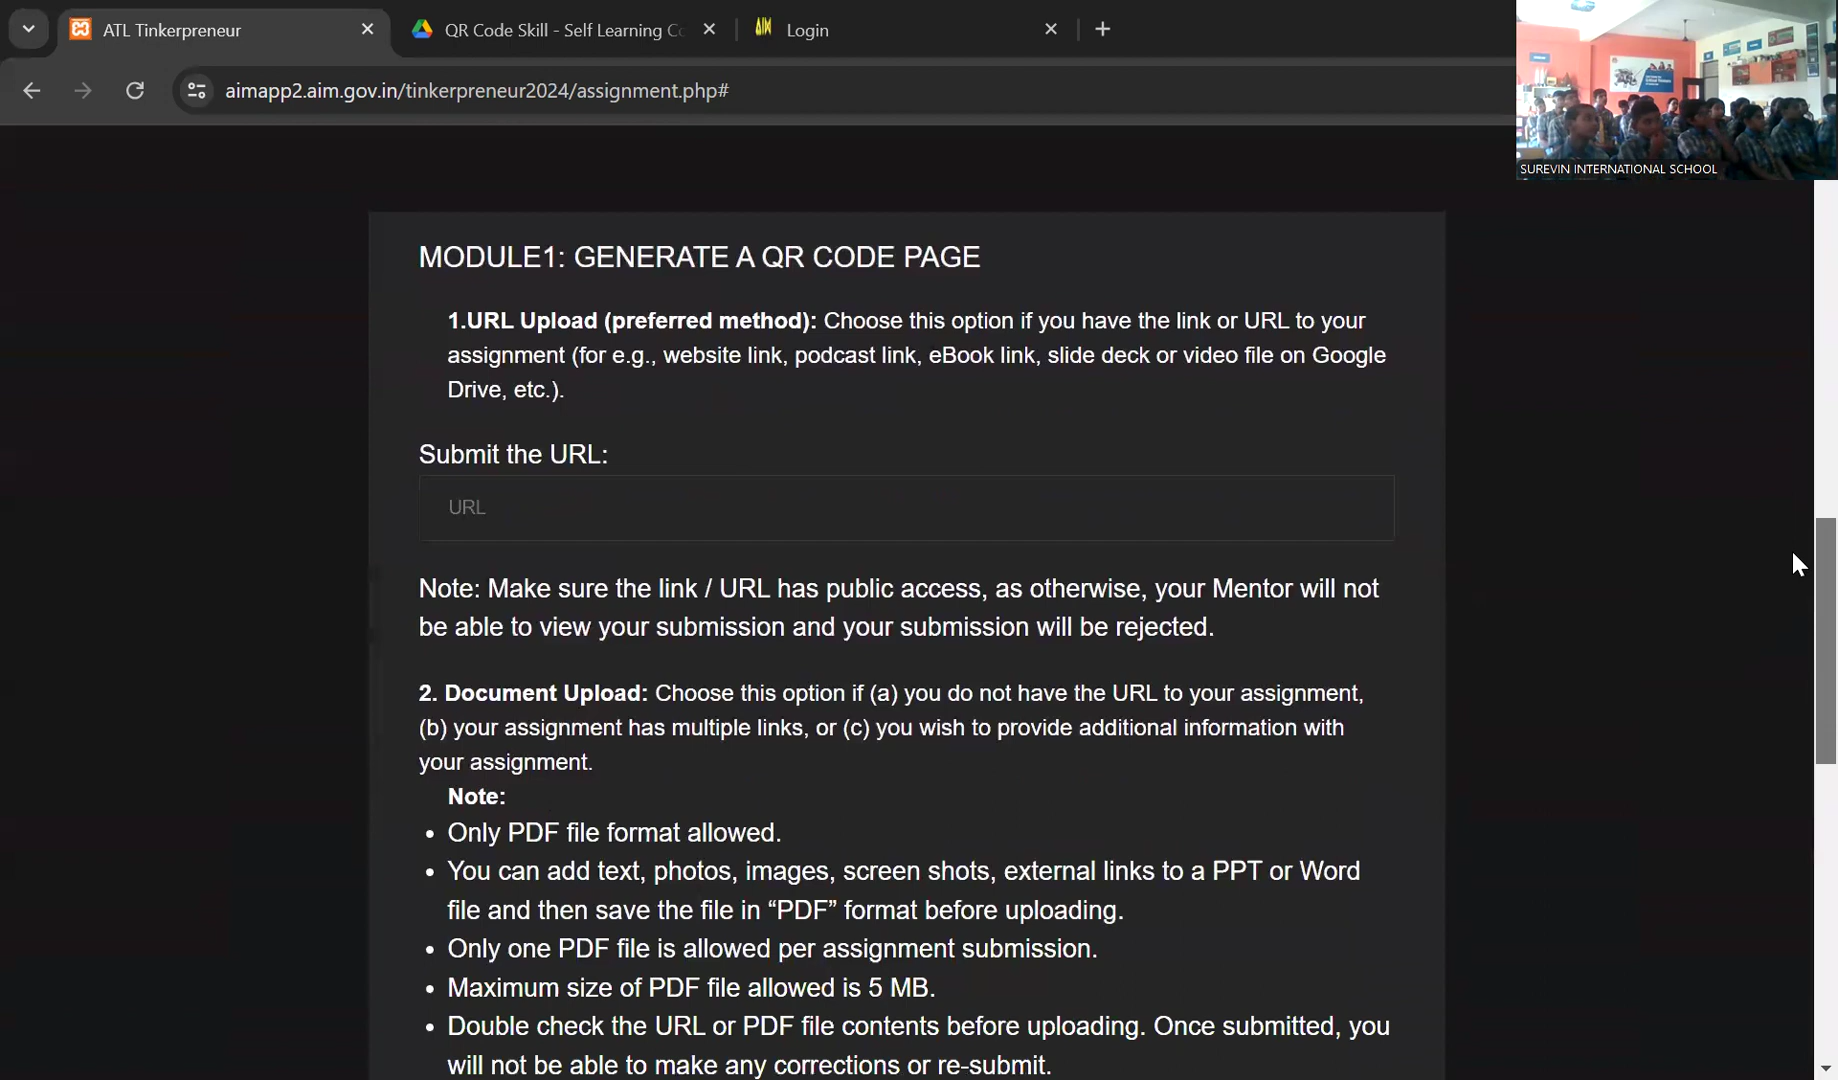 ATL Tinkerpreneur
QR Code Skill - Self Learning Co
AIM Login
aimapp2.aim.gov.in/tinkerpreneur2024/assignment.php#
SUREVIN INTERNATIONAL SCHOOL
MODULE1: GENERATE A QR CODE PAGE
1.URL Upload (preferred method): Choose this option if you have the link or URL to your
assignment (for e.g., website link, podcast link, eBook link, slide deck or video file on Google
Drive, etc.).
Submit the URL:
URL
Note: Make sure the link / URL has public access, as otherwise, your Mentor will not
be able to view your submission and your submission will be rejected.
2. Document Upload: Choose this option if (a) you do not have the URL to your assignment,
(b) your assignment has multiple links, or (c) you wish to provide additional information with
your assignment.
Note:
• Only PDF file format allowed.
• You can add text, photos, images, screen shots, external links to a PPT or Word
file and then save the file in “PDF” format before uploading.
• Only one PDF file is allowed per assignment submission.
• Maximum size of PDF file allowed is 5 MB.
• Double check the URL or PDF file contents before uploading. Once submitted, you
will not be able to make any corrections or re-submit.